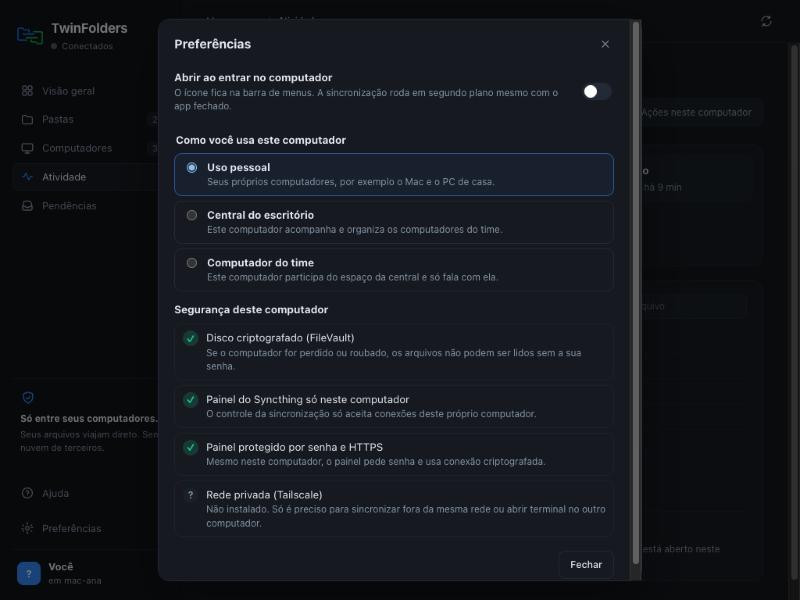 TwinFolders
Conectados
Visão geral
Pastas
2
Computadores
3
Atividade
Pendências
Só entre seus computadores.
Seus arquivos viajam direto. Sem
nuvem de terceiros.
Ajuda
Preferências
?
Você
em mac-ana
Preferências
Abrir ao entrar no computador
O ícone fica na barra de menus. A sincronização roda em segundo plano mesmo com o
app fechado.
Como você usa este computador
Uso pessoal
Seus próprios computadores, por exemplo o Mac e o PC de casa.
Central do escritório
Este computador acompanha e organiza os computadores do time.
Computador do time
Este computador participa do espaço da central e só fala com ela.
Segurança deste computador
Disco criptografado (FileVault)
Se o computador for perdido ou roubado, os arquivos não podem ser lidos sem a sua
senha.
Painel do Syncthing só neste computador
O controle da sincronização só aceita conexões deste próprio computador.
Painel protegido por senha e HTTPS
Mesmo neste computador, o painel pede senha e usa conexão criptografada.
?
Rede privada (Tailscale)
Não instalado. Só é preciso para sincronizar fora da mesma rede ou abrir terminal no outro
computador.
Fechar
Ações neste computador
o
há 9 min
quivo
está aberto neste